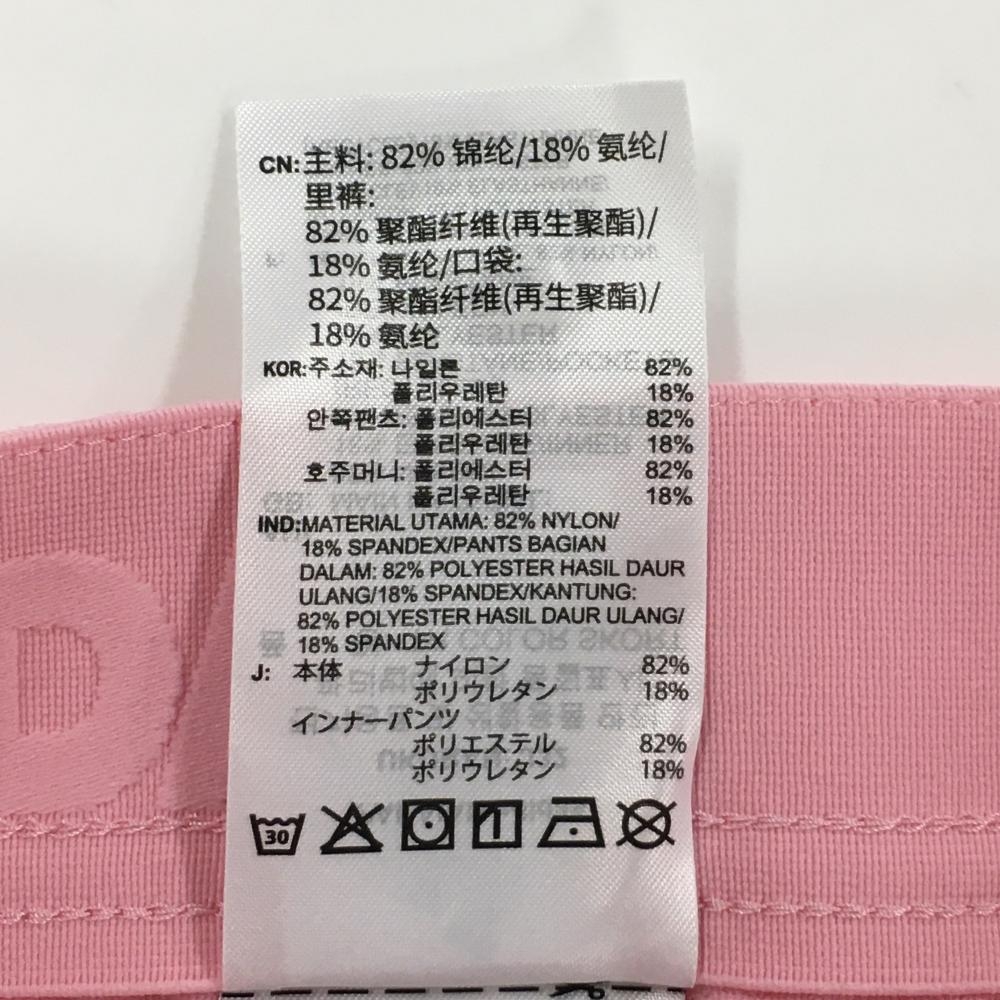 CN:主料: 82% 锦纶/18% 氨纶/
里裤:
82% 聚酯纤维(再生聚酯)/
18% 氨纶/口袋:
82% 聚酯纤维(再生聚酯)/
18% 氨纶
KOR:주소재: 나일론 82%
폴리우레탄 18%
안쪽팬츠: 폴리에스터 82%
폴리우레탄 18%
호주머니: 폴리에스터 82%
폴리우레탄 18%
IND:MATERIAL UTAMA: 82% NYLON/
18% SPANDEX/PANTS BAGIAN
DALAM: 82% POLYESTER HASIL DAUR
ULANG/18% SPANDEX/KANTUNG:
82% POLYESTER HASIL DAUR ULANG/
18% SPANDEX
J: 本体 ナイロン 82%
ポリウレタン 18%
インナーパンツ
ポリエステル 82%
ポリウレタン 18%
30